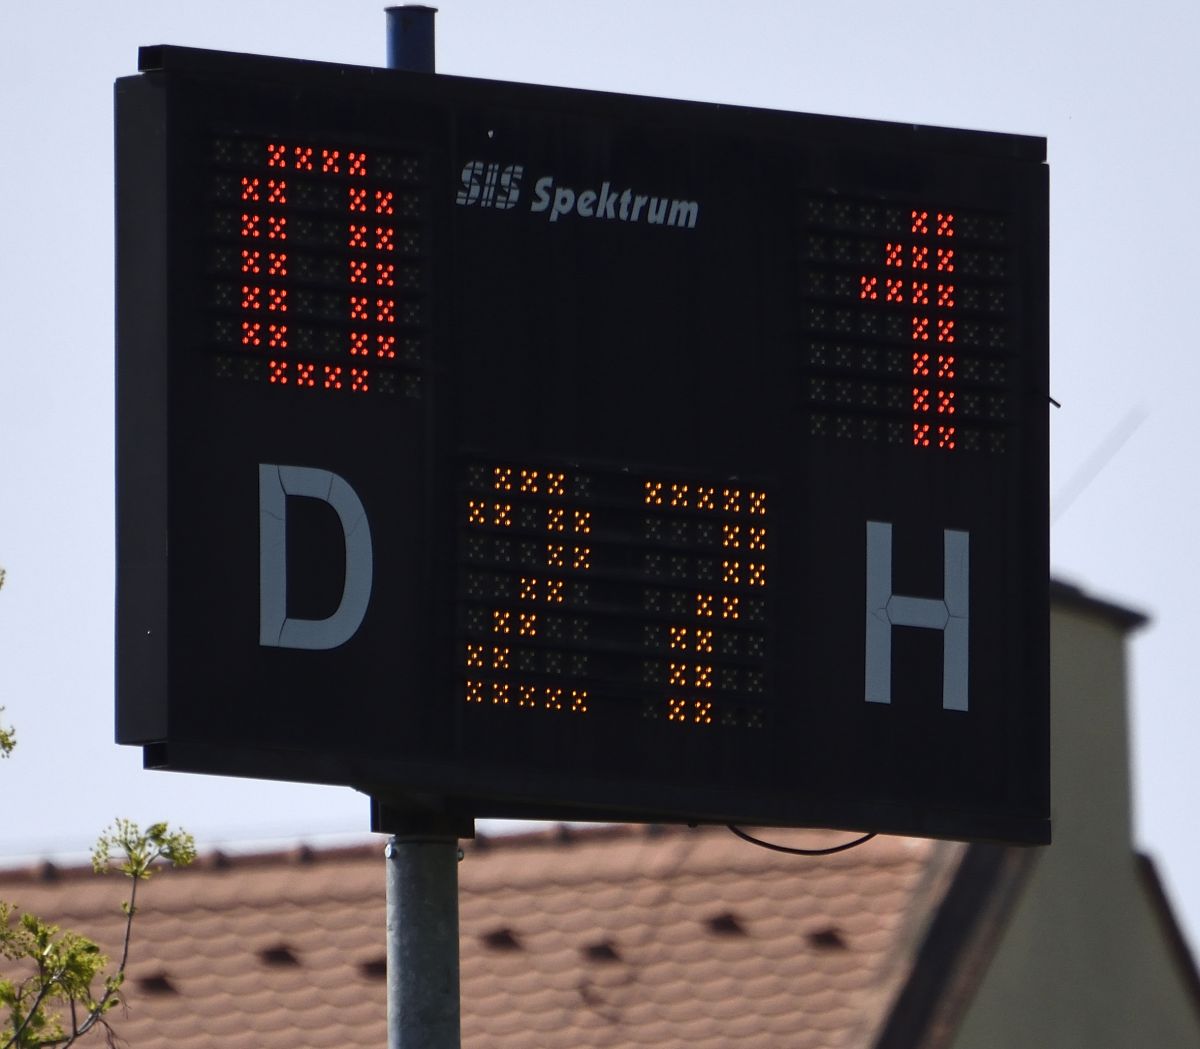 SIS Spektrum
0 1
D H
27